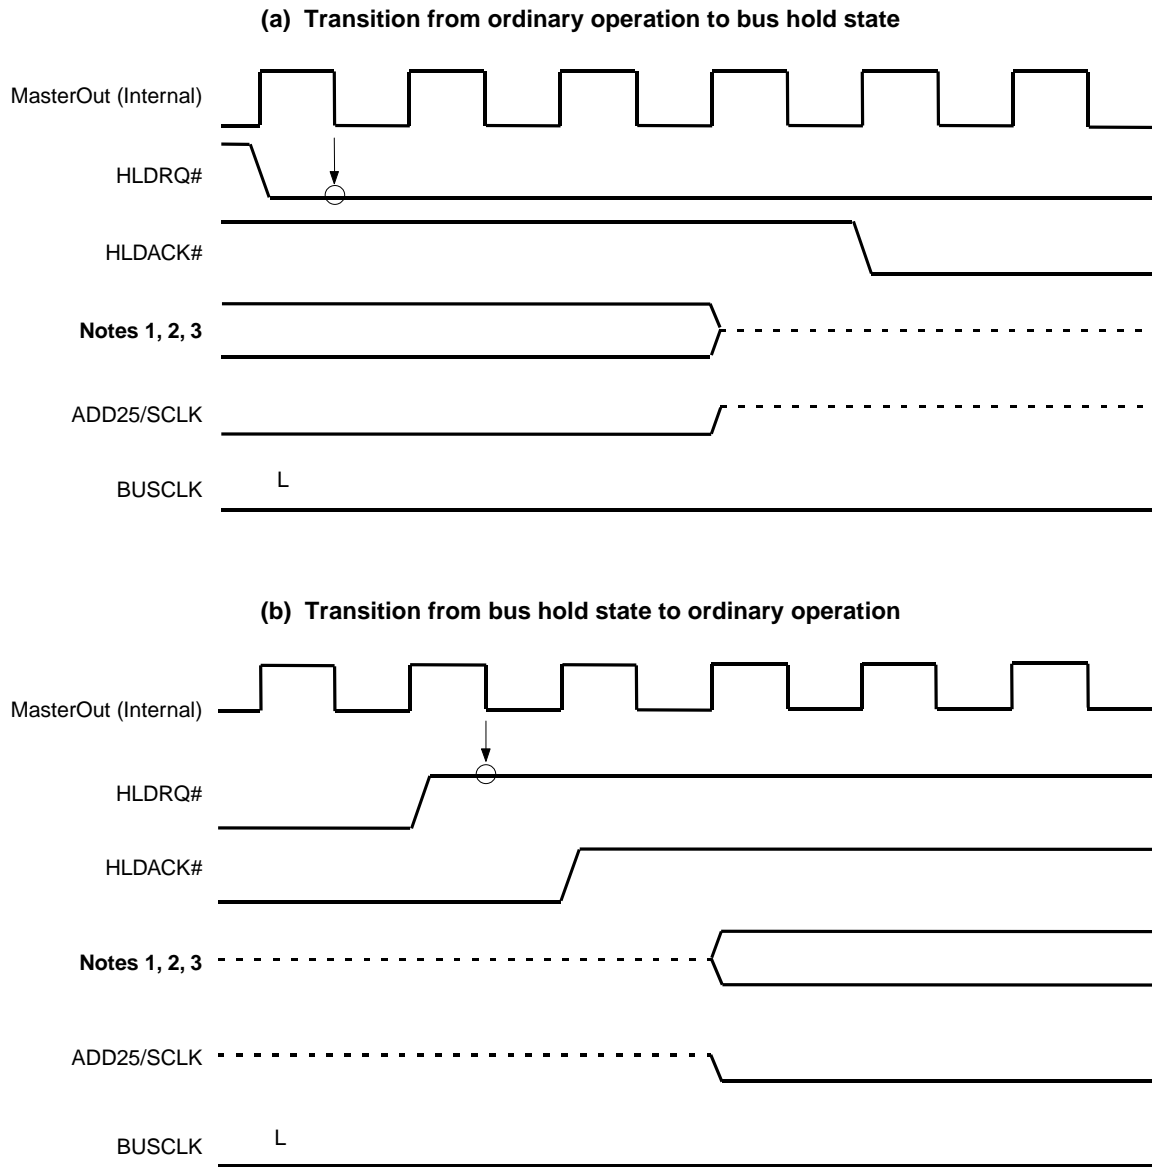 (a) Transition from ordinary operation to bus hold state
MasterOut (Internal)
HLDRQ#
HLDACK#
Notes 1, 2, 3
ADD25/SCLK
L
BUSCLK
(b) Transition from bus hold state to ordinary operation
MasterOut (Internal)
HLDRQ#
HLDACK#
Notes 1, 2, 3
ADD25/SCLK
L
BUSCLK